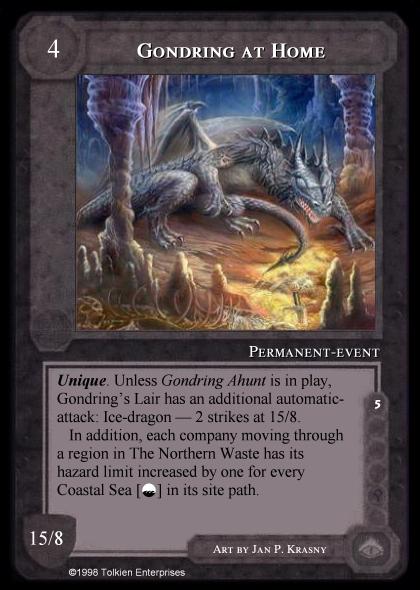 4
Gondring at Home
Permanent-event
Unique. Unless Gondring Ahunt is in play,
Gondring's Lair has an additional automatic-
attack: Ice-dragon — 2 strikes at 15/8.
In addition, each company moving through
a region in The Northern Waste has its
hazard limit increased by one for every
Coastal Sea [ ] in its site path.
5
15/8
Art by Jan P. Krasny
©1998 Tolkien Enterprises